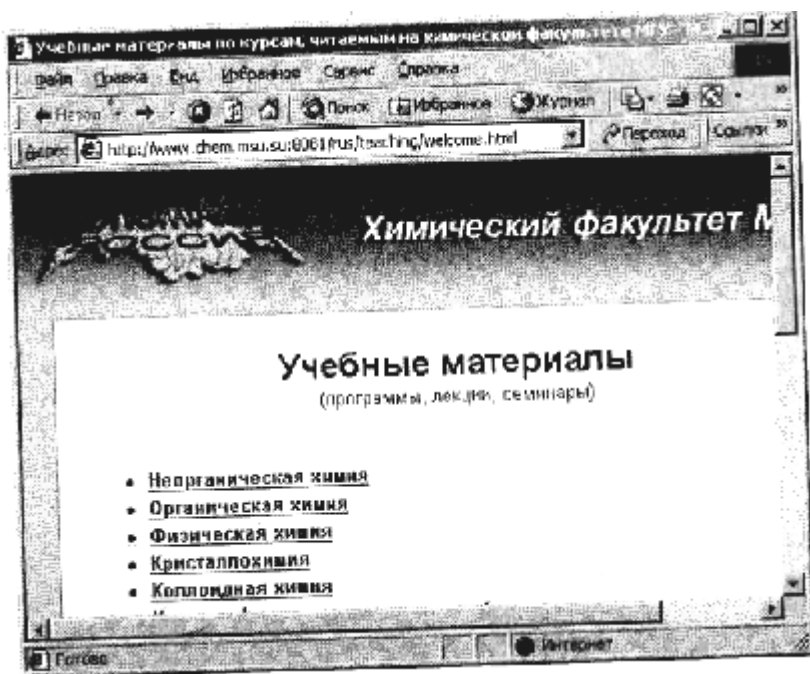 Учебные материалы по курсам, читаемым на химическом факультете МГУ
Файл Правка Вид Избранное Сервис Справка
Назад Поиск Избранное Журнал
Адрес http://www.chem.msu.su:8081/rus/teaching/welcome.html Переход Ссылки
Химический факультет М
Учебные материалы
(программы, лекции, семинары)
Неорганическая химия
Органическая химия
Физическая химия
Кристаллохимия
Коллоидная химия
Готово Интернет